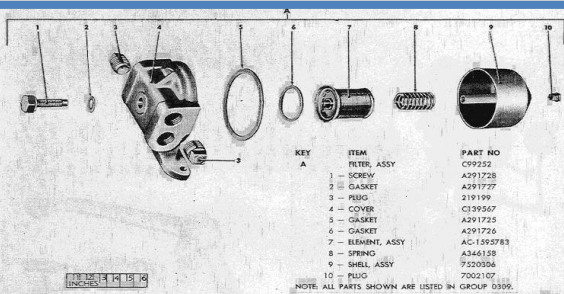 A
1 2 3 4 5 6 7 8 9 10
3
KEY ITEM PART NO
A FILTER, ASSY C99252
1 — SCREW A291728
2 — GASKET A291727
3 — PLUG 219199
4 — COVER C139567
5 — GASKET A291725
6 — GASKET A291726
7 — ELEMENT, ASSY AC-1595783
8 — SPRING A346158
9 — SHELL, ASSY 7520306
10 — PLUG 7002107
NOTE: ALL PARTS SHOWN ARE LISTED IN GROUP 0309.
3 4 5 6
INCHES